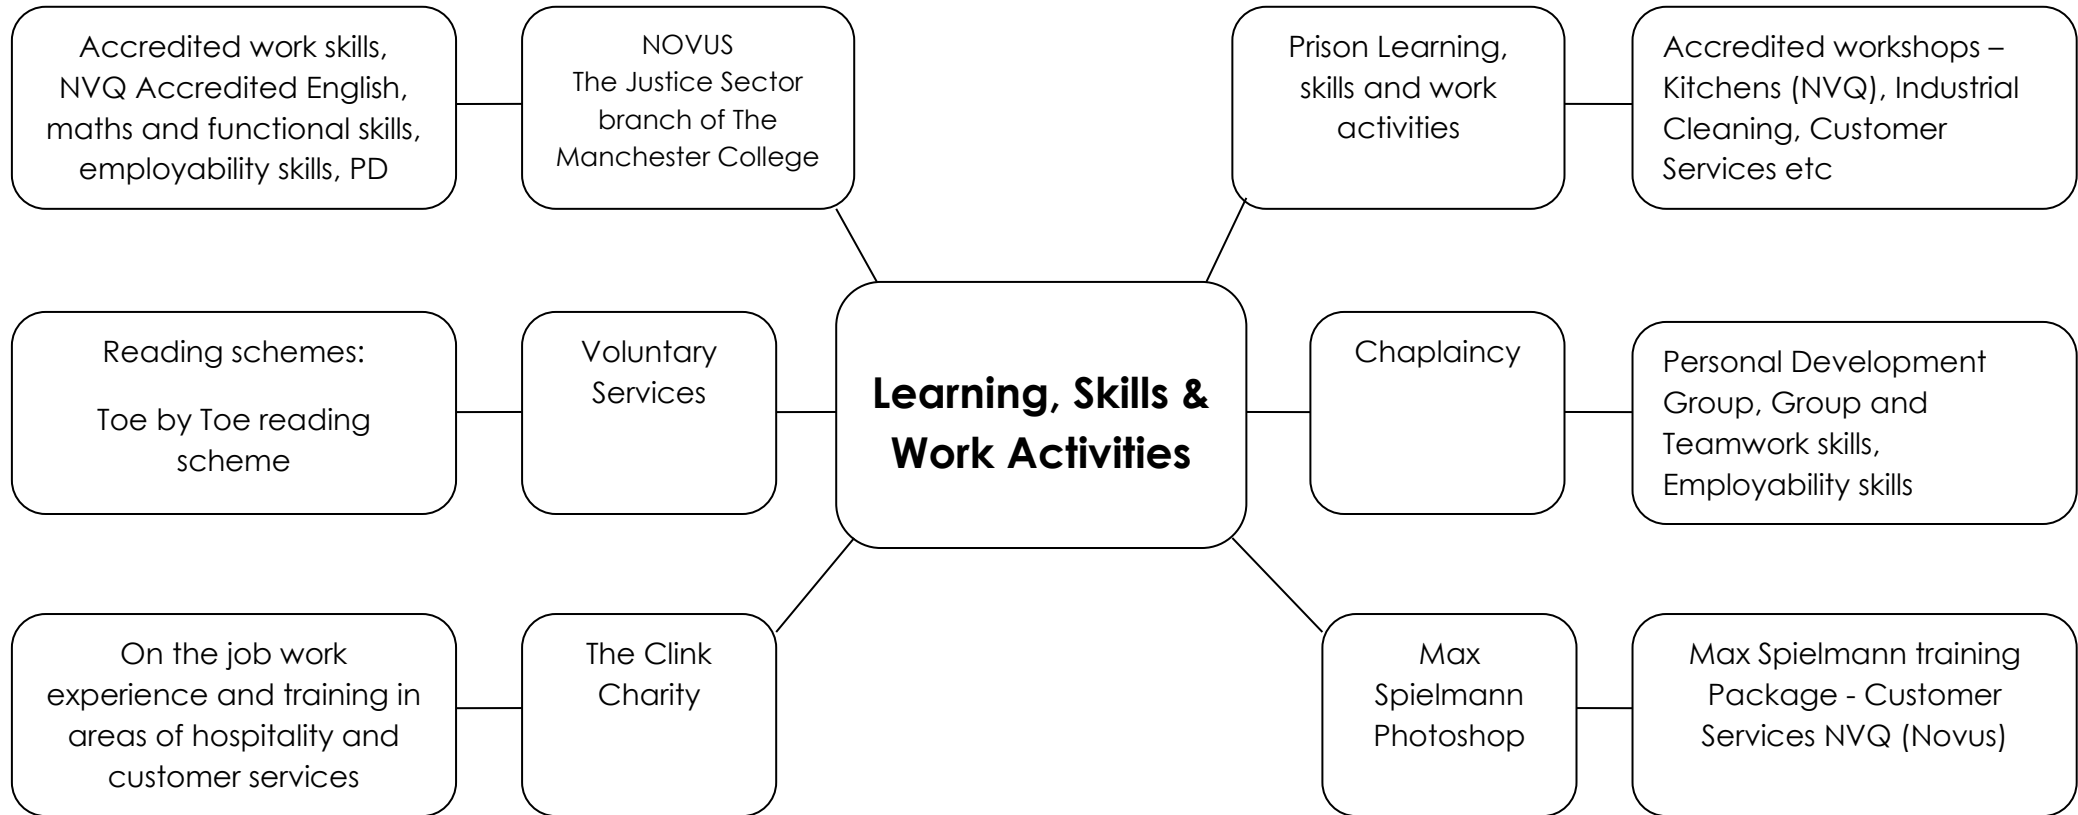 Accredited work skills,
NVQ Accredited English,
maths and functional skills,
employability skills, PD
NOVUS
The Justice Sector
branch of The
Manchester College
Prison Learning,
skills and work
activities
Accredited workshops –
Kitchens (NVQ), Industrial
Cleaning, Customer
Services etc
Reading schemes:
Toe by Toe reading
scheme
Voluntary
Services
Learning, Skills &
Work Activities
Chaplaincy
Personal Development
Group, Group and
Teamwork skills,
Employability skills
On the job work
experience and training in
areas of hospitality and
customer services
The Clink
Charity
Max
Spielmann
Photoshop
Max Spielmann training
Package - Customer
Services NVQ (Novus)